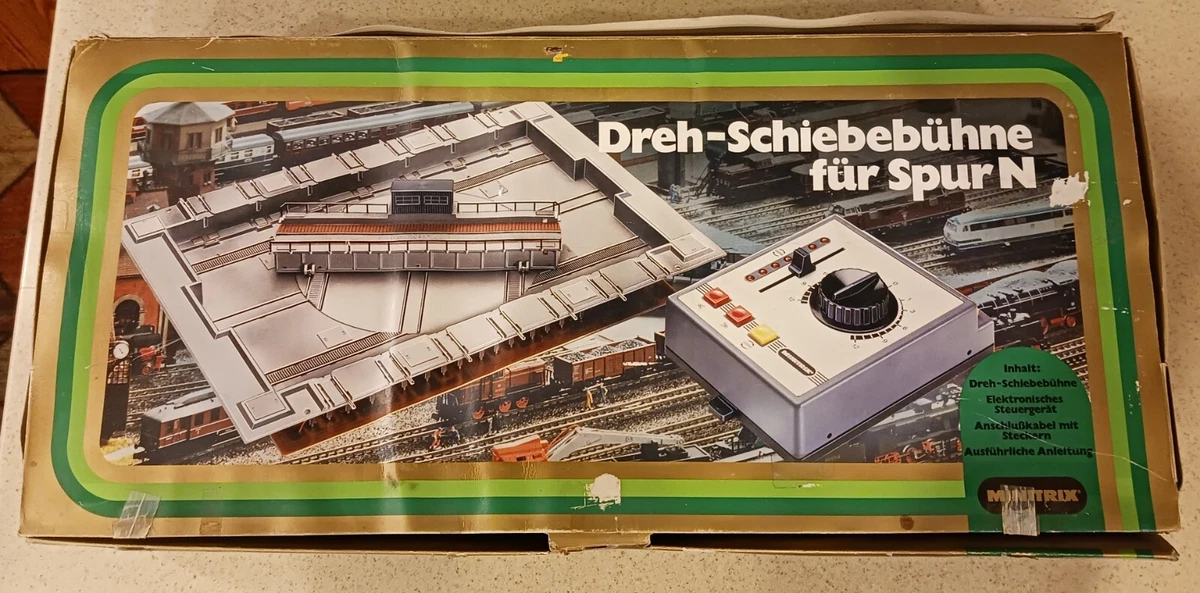 Dreh-Schiebebühne
für Spur N
Inhalt:
Dreh-Schiebebühne
Elektronisches
Steuergerät
Anschlußkabel mit
Steckern
Ausführliche Anleitung
MINITRIX